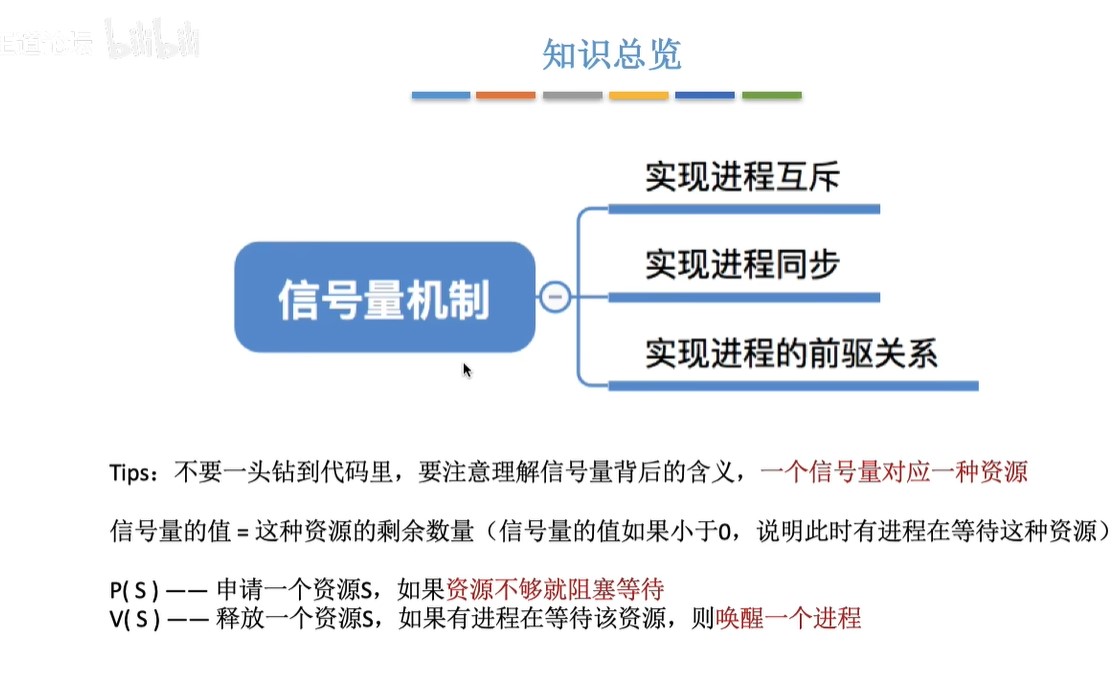 bilibili
知识总览
实现进程互斥
信号量机制
实现进程同步
实现进程的前驱关系
Tips：不要一头钻到代码里，要注意理解信号量背后的含义，一个信号量对应一种资源
信号量的值 = 这种资源的剩余数量（信号量的值如果小于0，说明此时有进程在等待这种资源）
P( S ) —— 申请一个资源S，如果资源不够就阻塞等待
V( S ) —— 释放一个资源S，如果有进程在等待该资源，则唤醒一个进程